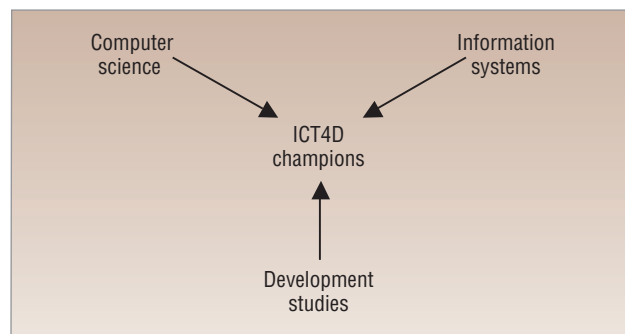 Computer
science
Information
systems
ICT4D
champions
Development
studies